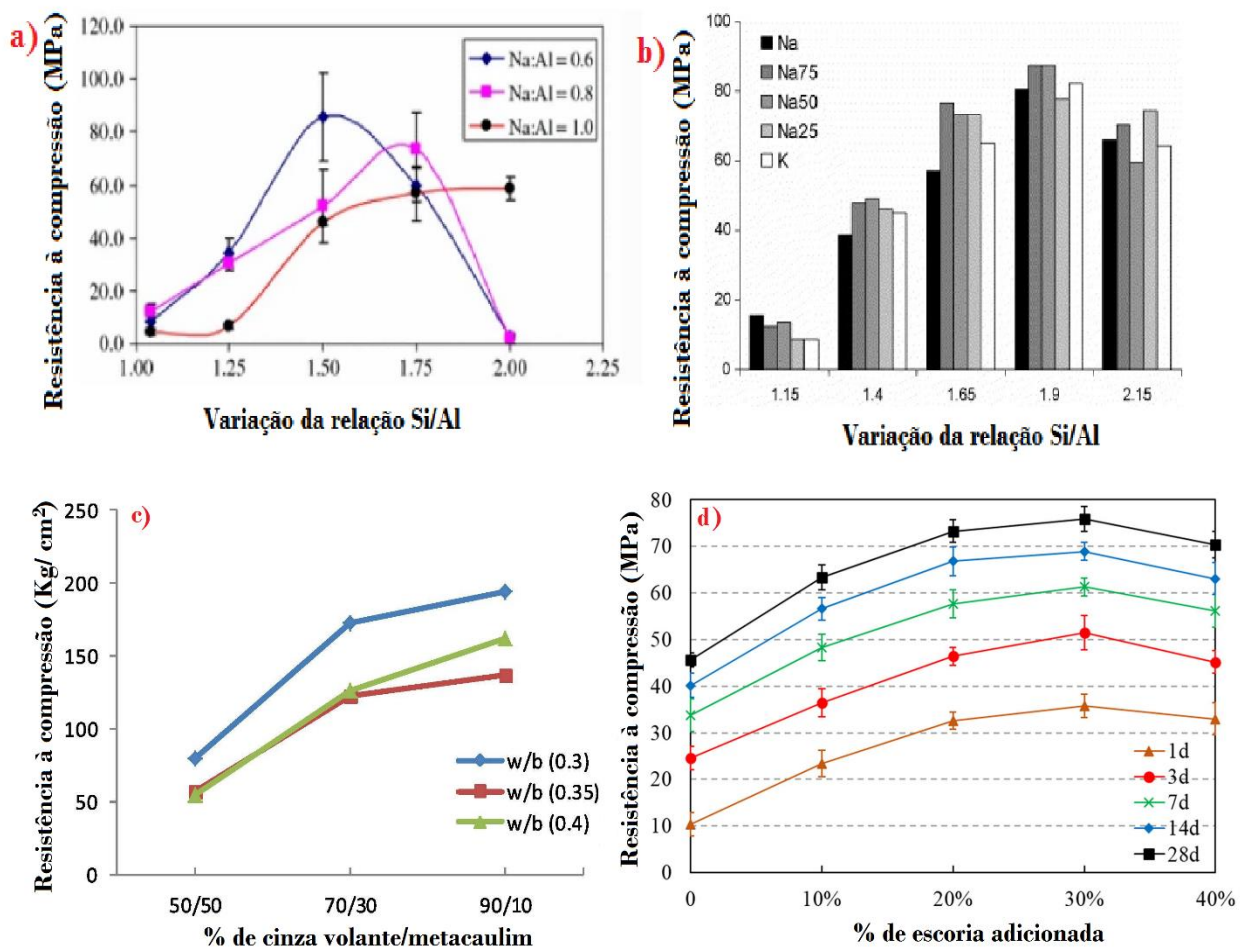 a)
Resistência à compressão (MPa)
120.0
100.0
80.0
60.0
40.0
20.0
0.0
Na:Al = 0.6
Na:Al = 0.8
Na:Al = 1.0
1.00 1.25 1.50 1.75 2.00 2.25
Variação da relação Si/Al
b)
Resistência à compressão (MPa)
100
80
60
40
20
0
Na
Na75
Na50
Na25
K
1.15 1.4 1.65 1.9 2.15
Variação da relação Si/Al
c)
Resistência à compressão (Kg/ cm²)
250
200
150
100
50
0
w/b (0.3)
w/b (0.35)
w/b (0.4)
50/50 70/30 90/10
% de cinza volante/metacaulim
d)
Resistência à compressão (MPa)
80
70
60
50
40
30
20
10
0
1d
3d
7d
14d
28d
0 10% 20% 30% 40%
% de escoria adicionada